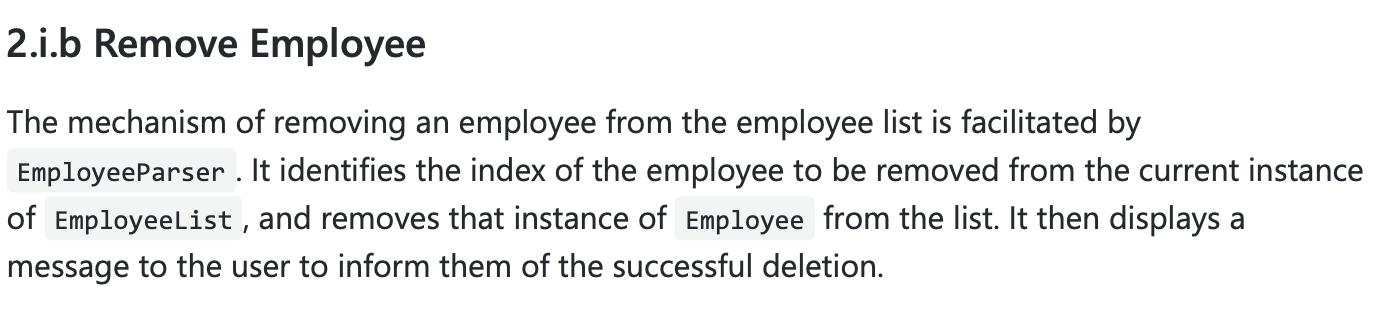 2.i.b Remove Employee
The mechanism of removing an employee from the employee list is facilitated by
EmployeeParser. It identifies the index of the employee to be removed from the current instance
of EmployeeList, and removes that instance of Employee from the list. It then displays a
message to the user to inform them of the successful deletion.